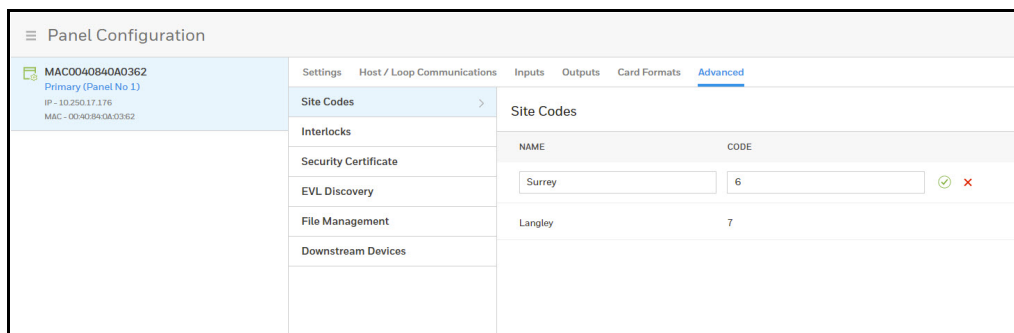 Panel Configuration
MAC0040840A0362
Primary (Panel No 1)
IP - 10.250.17.176
MAC - 00:40:84:0A:03:62
Settings Host / Loop Communications Inputs Outputs Card Formats Advanced
Site Codes
Interlocks
Security Certificate
EVL Discovery
File Management
Downstream Devices
Site Codes
NAME CODE
Surrey 6
Langley 7